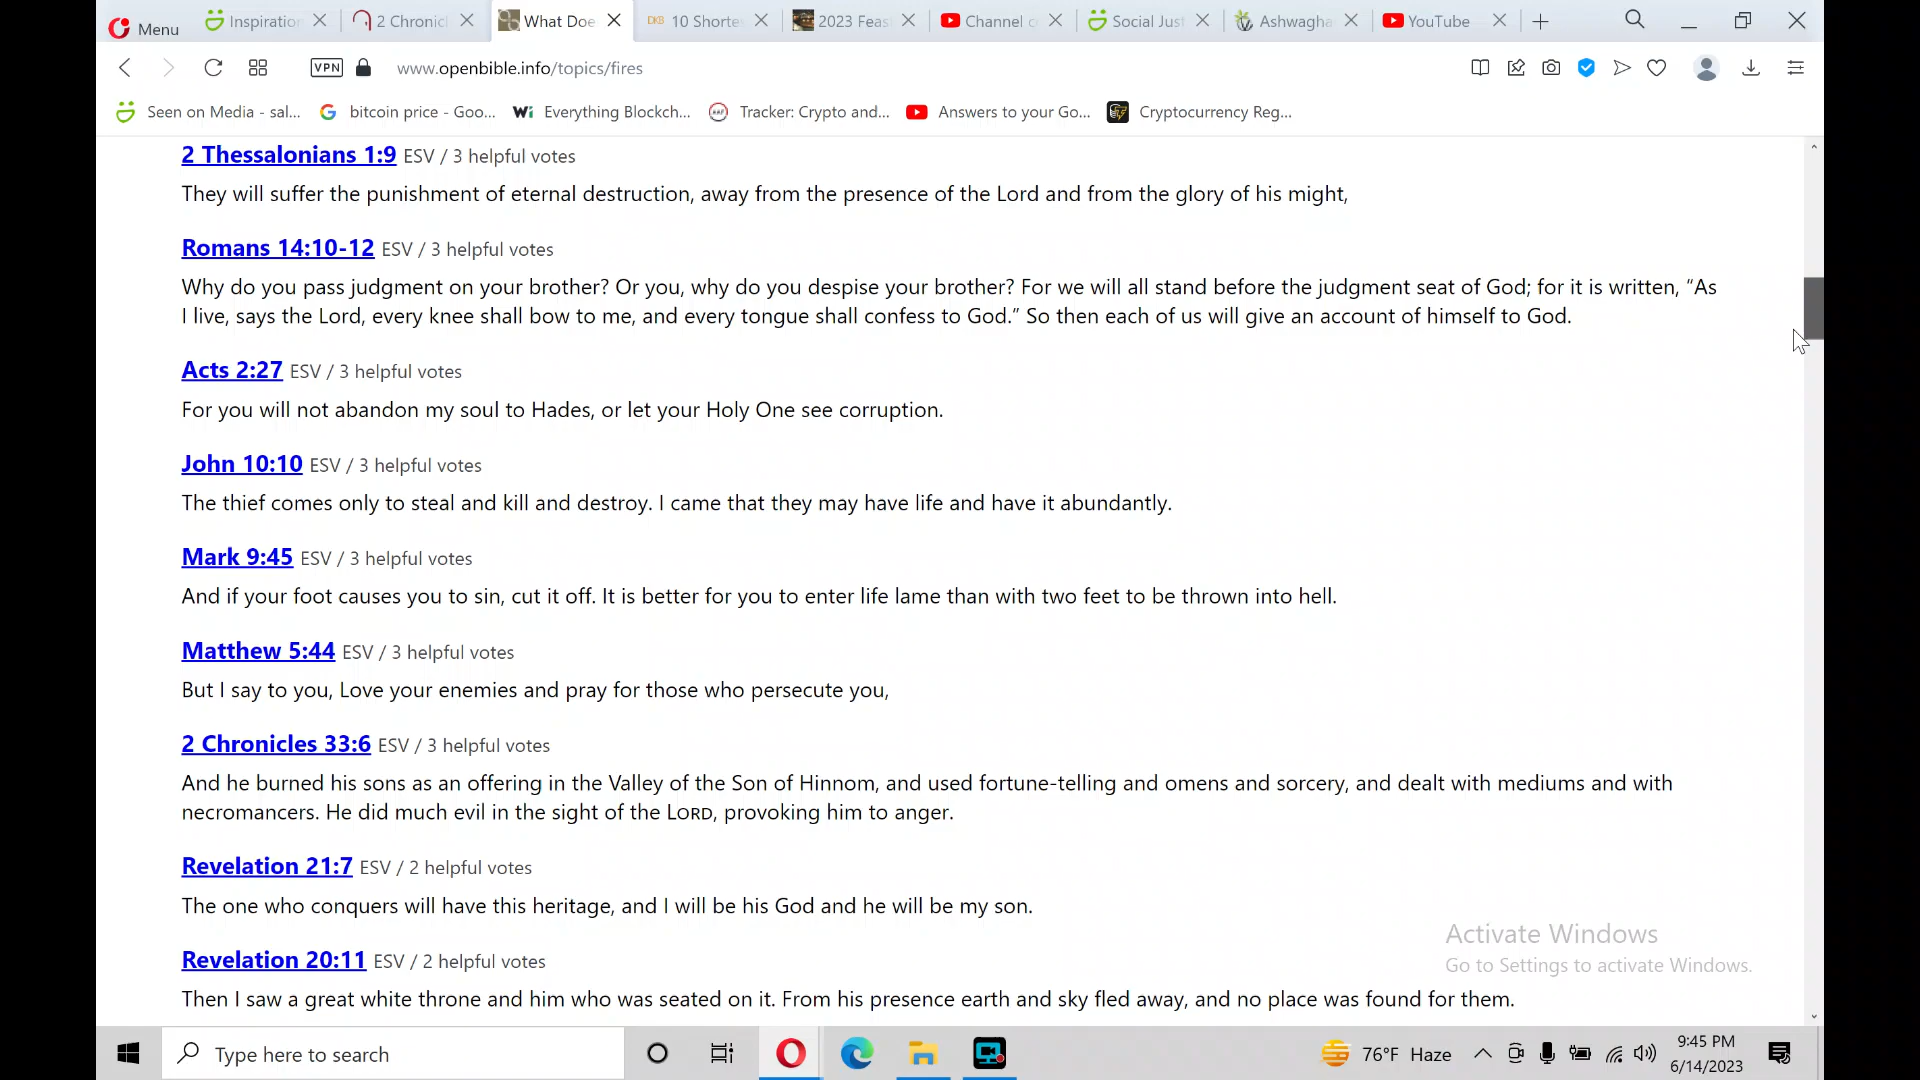 Menu
Inspiration
2 Chronicl
What Doe
DKB 10 Shorte
2023 Feas
Channel c
Social Just
Ashwagha
YouTube
VPN
www.openbible.info/topics/fires
Seen on Media - sal...
bitcoin price - Goo...
Everything Blockch...
Tracker: Crypto and...
Answers to your Go...
Cryptocurrency Reg...
2 Thessalonians 1:9 ESV / 3 helpful votes
They will suffer the punishment of eternal destruction, away from the presence of the Lord and from the glory of his might,
Romans 14:10-12 ESV / 3 helpful votes
Why do you pass judgment on your brother? Or you, why do you despise your brother? For we will all stand before the judgment seat of God; for it is written, “As
I live, says the Lord, every knee shall bow to me, and every tongue shall confess to God.” So then each of us will give an account of himself to God.
Acts 2:27 ESV / 3 helpful votes
For you will not abandon my soul to Hades, or let your Holy One see corruption.
John 10:10 ESV / 3 helpful votes
The thief comes only to steal and kill and destroy. I came that they may have life and have it abundantly.
Mark 9:45 ESV / 3 helpful votes
And if your foot causes you to sin, cut it off. It is better for you to enter life lame than with two feet to be thrown into hell.
Matthew 5:44 ESV / 3 helpful votes
But I say to you, Love your enemies and pray for those who persecute you,
2 Chronicles 33:6 ESV / 3 helpful votes
And he burned his sons as an offering in the Valley of the Son of Hinnom, and used fortune-telling and omens and sorcery, and dealt with mediums and with
necromancers. He did much evil in the sight of the LORD, provoking him to anger.
Revelation 21:7 ESV / 2 helpful votes
The one who conquers will have this heritage, and I will be his God and he will be my son.
Revelation 20:11 ESV / 2 helpful votes
Then I saw a great white throne and him who was seated on it. From his presence earth and sky fled away, and no place was found for them.
Activate Windows
Go to Settings to activate Windows.
Type here to search
76°F Haze
9:45 PM
6/14/2023